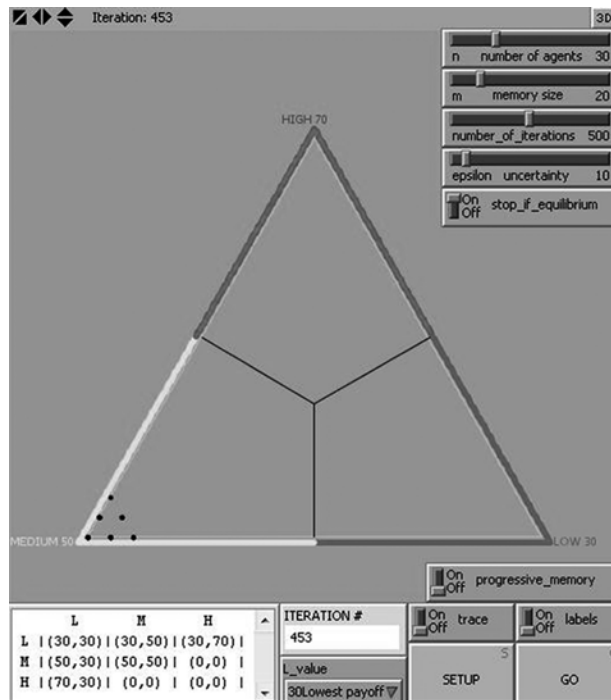 Iteration: 453
3D
n number of agents 30
m memory size 20
number_of_iterations 500
epsilon uncertainty 10
On
Off
stop_if_equilibrium
HIGH 70
MEDIUM 50
LOW 30
On
Off
progressive_memory
L M H
L |(30,30)|(30,50)|(30,70)|
M |(50,30)|(50,50)| (0,0) |
H |(70,30)| (0,0) | (0,0) |
ITERATION #
453
L_value
30Lowest payoff
On
Off
trace
On
Off
labels
S
SETUP
GO